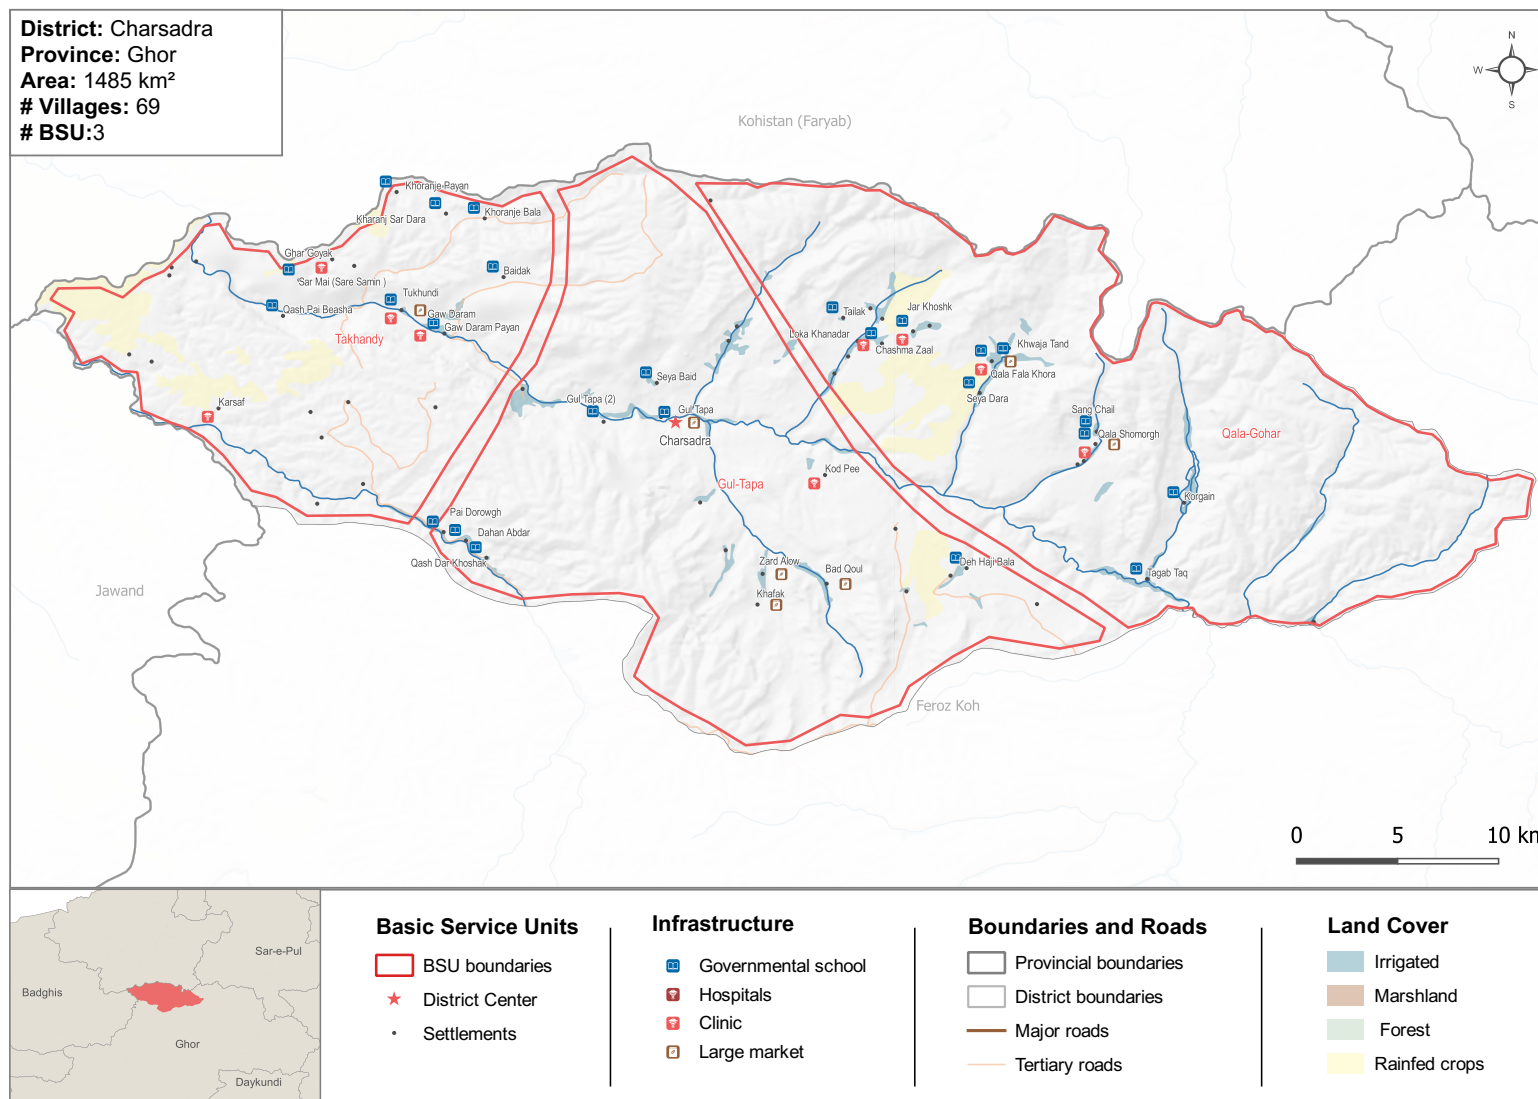 District: Charsadra
Province: Ghor
Area: 1485 km²
# Villages: 69
# BSU:3
N
W
S
Kohistan (Faryab)
Khoranje Payan
Kharanj Sar Dara
Khoranje Bala
Ghar Goyak
Sar Mai (Sare Samin )
Baidak
Tukhundi
Qash Pai Beasha
Gaw Daram
Gaw Daram Payan
Takhandy
Tailak
Jar Khoshk
Loka Khanadar
Chashma Zaal
Khwaja Tand
Qala Fala Khora
Seya Dara
Seya Baid
Karsaf
Gul Tapa (2)
Gul Tapa
Charsadra
Sang Chail
Qala Shomorgh
Qala-Gohar
Kod Pee
Gul-Tapa
Korgain
Pai Dorowgh
Dahan Abdar
Qash Dar Khoshak
Zard Alow
Bad Qoul
Deh Haji Bala
Tagab Taq
Khafak
Jawand
Feroz Koh
0 5 10 km
Sar-e-Pul
Badghis
Ghor
Daykundi
Basic Service Units
BSU boundaries
District Center
Settlements
Infrastructure
Governmental school
Hospitals
Clinic
Large market
Boundaries and Roads
Provincial boundaries
District boundaries
Major roads
Tertiary roads
Land Cover
Irrigated
Marshland
Forest
Rainfed crops